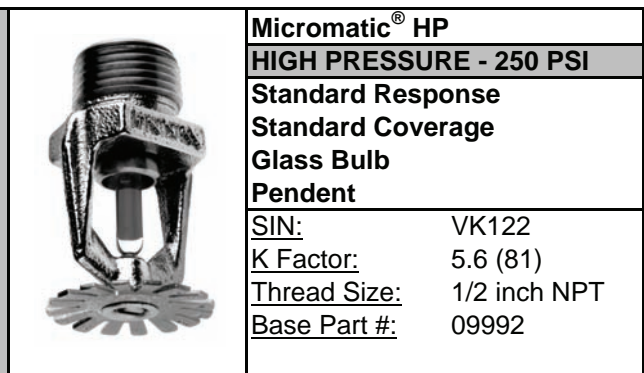 Micromatic® HP
HIGH PRESSURE - 250 PSI
Standard Response
Standard Coverage
Glass Bulb
Pendent
SIN: VK122
K Factor: 5.6 (81)
Thread Size: 1/2 inch NPT
Base Part #: 09992